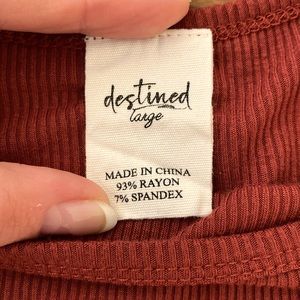 destined
large
MADE IN CHINA
93% RAYON
7% SPANDEX